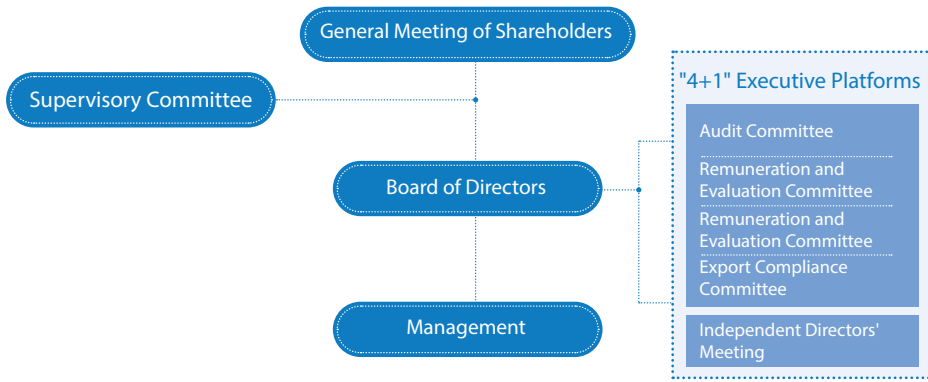 General Meeting of Shareholders
Supervisory Committee
Board of Directors
Management
"4+1" Executive Platforms
Audit Committee
Remuneration and
Evaluation Committee
Remuneration and
Evaluation Committee
Export Compliance
Committee
Independent Directors'
Meeting